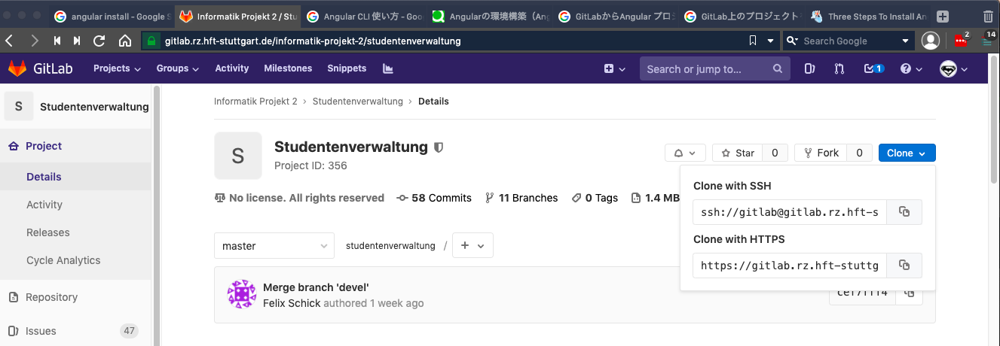 angular install - Google S
Informatik Projekt 2 / Stu
Angular CLI 使い方 - Goo
Angularの環境構築（Ang
GitLabからAngular プロジ
GitLab上のプロジェクトを
Three Steps To Install An
gitlab.rz.hft-stuttgart.de/informatik-projekt-2/studentenverwaltung
Search Google
2
14
GitLab
Projects
Groups
Activity
Milestones
Snippets
Search or jump to...
1
S
Studentenverwaltung
Informatik Projekt 2 > Studentenverwaltung > Details
Project
Details
Activity
Releases
Cycle Analytics
Repository
Issues
47
S
Studentenverwaltung
Project ID: 356
Star
0
Fork
0
Clone
No license. All rights reserved
58 Commits
11 Branches
0 Tags
1.4 MB
Clone with SSH
ssh://gitlab@gitlab.rz.hft-s
Clone with HTTPS
https://gitlab.rz.hft-stuttg
master
studentenverwaltung /
Merge branch 'devel'
Felix Schick authored 1 week ago